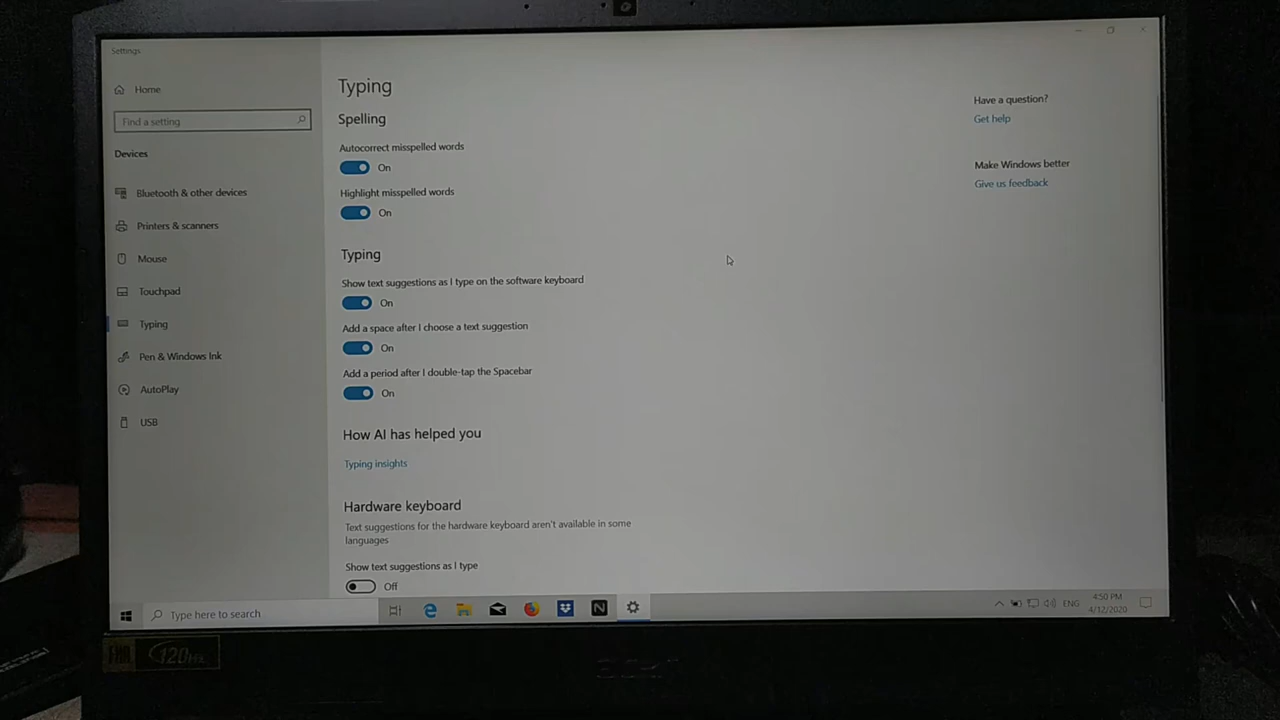 Settings
Home
Find a setting
Devices
Bluetooth & other devices
Printers & scanners
Mouse
Touchpad
Typing
Pen & Windows Ink
AutoPlay
USB
Typing
Spelling
Autocorrect misspelled words
On
Highlight misspelled words
On
Typing
Show text suggestions as I type on the software keyboard
On
Add a space after I choose a text suggestion
On
Add a period after I double-tap the Spacebar
On
How AI has helped you
Typing insights
Hardware keyboard
Text suggestions for the hardware keyboard aren't available in some
languages
Show text suggestions as I type
Off
Have a question?
Get help
Make Windows better
Give us feedback
Type here to search
N
ENG
4:50 PM
4/12/2020
FHD
120Hz
acer